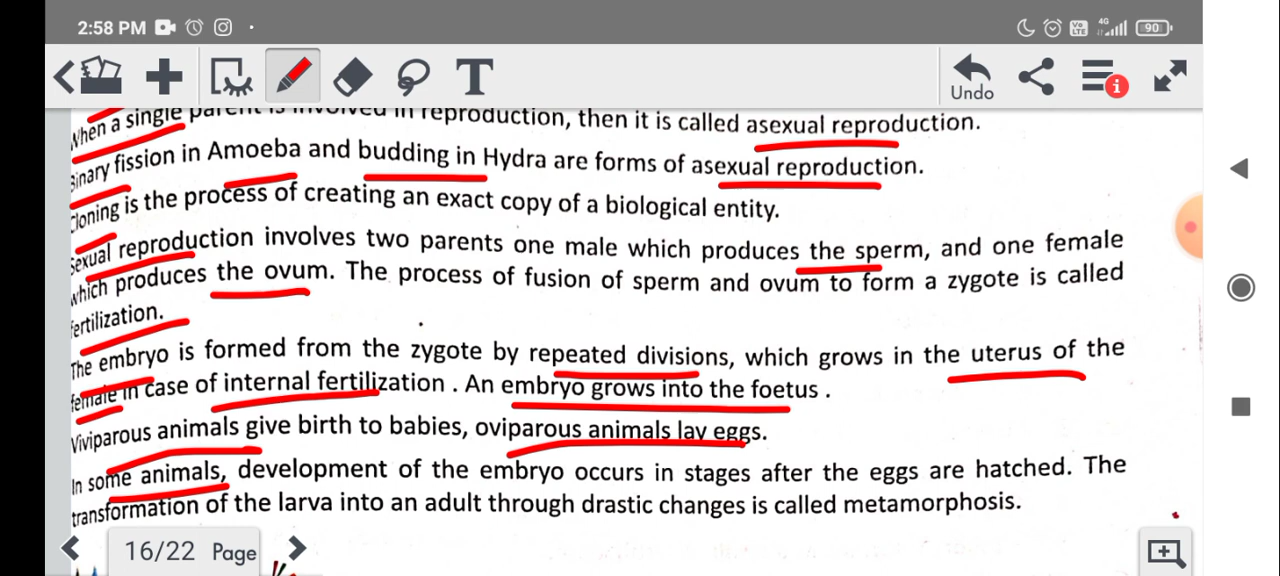 2:58 PM
4G
90
T
Undo
i
When a single parent is involved in reproduction, then it is called asexual reproduction.
Binary fission in Amoeba and budding in Hydra are forms of asexual reproduction.
Cloning is the process of creating an exact copy of a biological entity.
Sexual reproduction involves two parents one male which produces the sperm, and one female
which produces the ovum. The process of fusion of sperm and ovum to form a zygote is called
fertilization.
The embryo is formed from the zygote by repeated divisions, which grows in the uterus of the
female in case of internal fertilization . An embryo grows into the foetus .
Viviparous animals give birth to babies, oviparous animals lay eggs.
In some animals, development of the embryo occurs in stages after the eggs are hatched. The
transformation of the larva into an adult through drastic changes is called metamorphosis.
16/22 Page